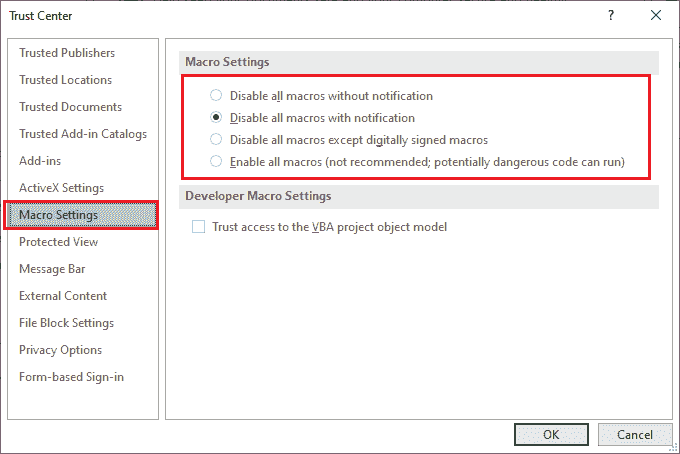 Trust Center
Trusted Publishers
Trusted Locations
Trusted Documents
Trusted Add-in Catalogs
Add-ins
ActiveX Settings
Macro Settings
Protected View
Message Bar
External Content
File Block Settings
Privacy Options
Form-based Sign-in
Macro Settings
Disable all macros without notification
Disable all macros with notification
Disable all macros except digitally signed macros
Enable all macros (not recommended; potentially dangerous code can run)
Developer Macro Settings
Trust access to the VBA project object model
OK
Cancel